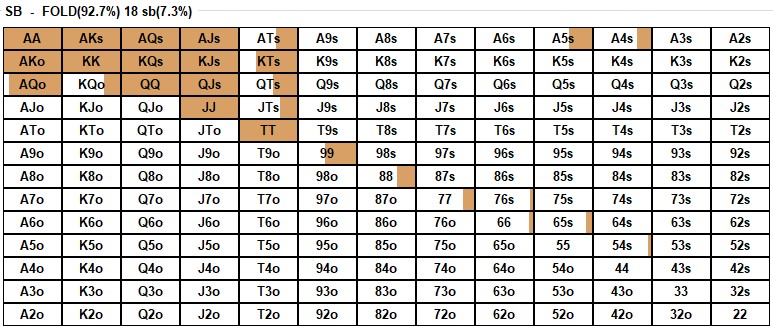 SB - FOLD(92.7%) 18 sb(7.3%)
AA AKs AQs AJs ATs A9s A8s A7s A6s A5s A4s A3s A2s
AKo KK KQs KJs KTs K9s K8s K7s K6s K5s K4s K3s K2s
AQo KQo QQ QJs QTs Q9s Q8s Q7s Q6s Q5s Q4s Q3s Q2s
AJo KJo QJo JJ JTs J9s J8s J7s J6s J5s J4s J3s J2s
ATo KTo QTo JTo TT T9s T8s T7s T6s T5s T4s T3s T2s
A9o K9o Q9o J9o T9o 99 98s 97s 96s 95s 94s 93s 92s
A8o K8o Q8o J8o T8o 98o 88 87s 86s 85s 84s 83s 82s
A7o K7o Q7o J7o T7o 97o 87o 77 76s 75s 74s 73s 72s
A6o K6o Q6o J6o T6o 96o 86o 76o 66 65s 64s 63s 62s
A5o K5o Q5o J5o T5o 95o 85o 75o 65o 55 54s 53s 52s
A4o K4o Q4o J4o T4o 94o 84o 74o 64o 54o 44 43s 42s
A3o K3o Q3o J3o T3o 93o 83o 73o 63o 53o 43o 33 32s
A2o K2o Q2o J2o T2o 92o 82o 72o 62o 52o 42o 32o 22